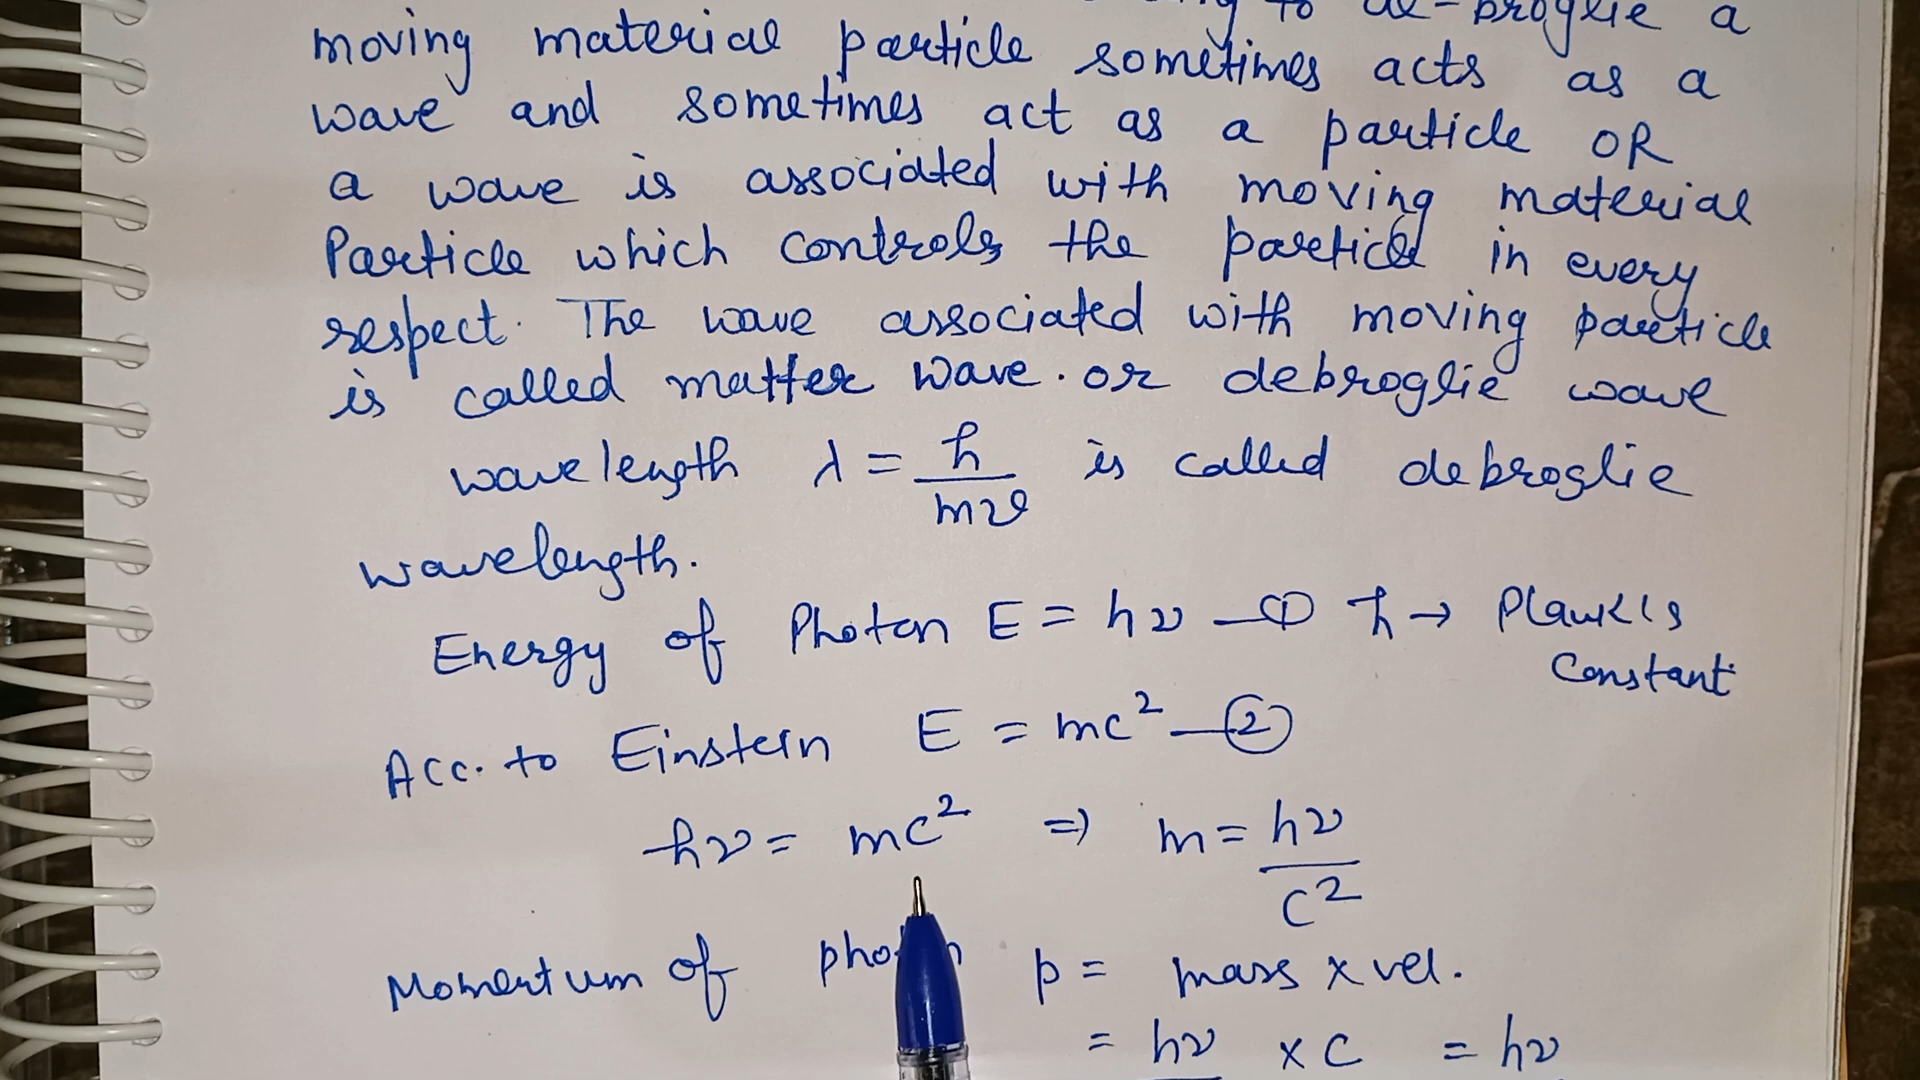 to de-broglie a
moving material particle sometimes acts as a
wave and sometimes act as a particle OR
a wave is associated with moving material
Particle which controls the particle in every
respect. The wave associated with moving particle
is called matter wave. or debroglie wave
wavelength λ = h/mv is called debroglie
wavelength.
Energy of Photon E = hν —① h → Planck's
Constant
Acc. to Einstein E = mc² —②
hν = mc² ⇒ m = hν/c²
Momentum of p = mass x vel.
= hν x c = hν